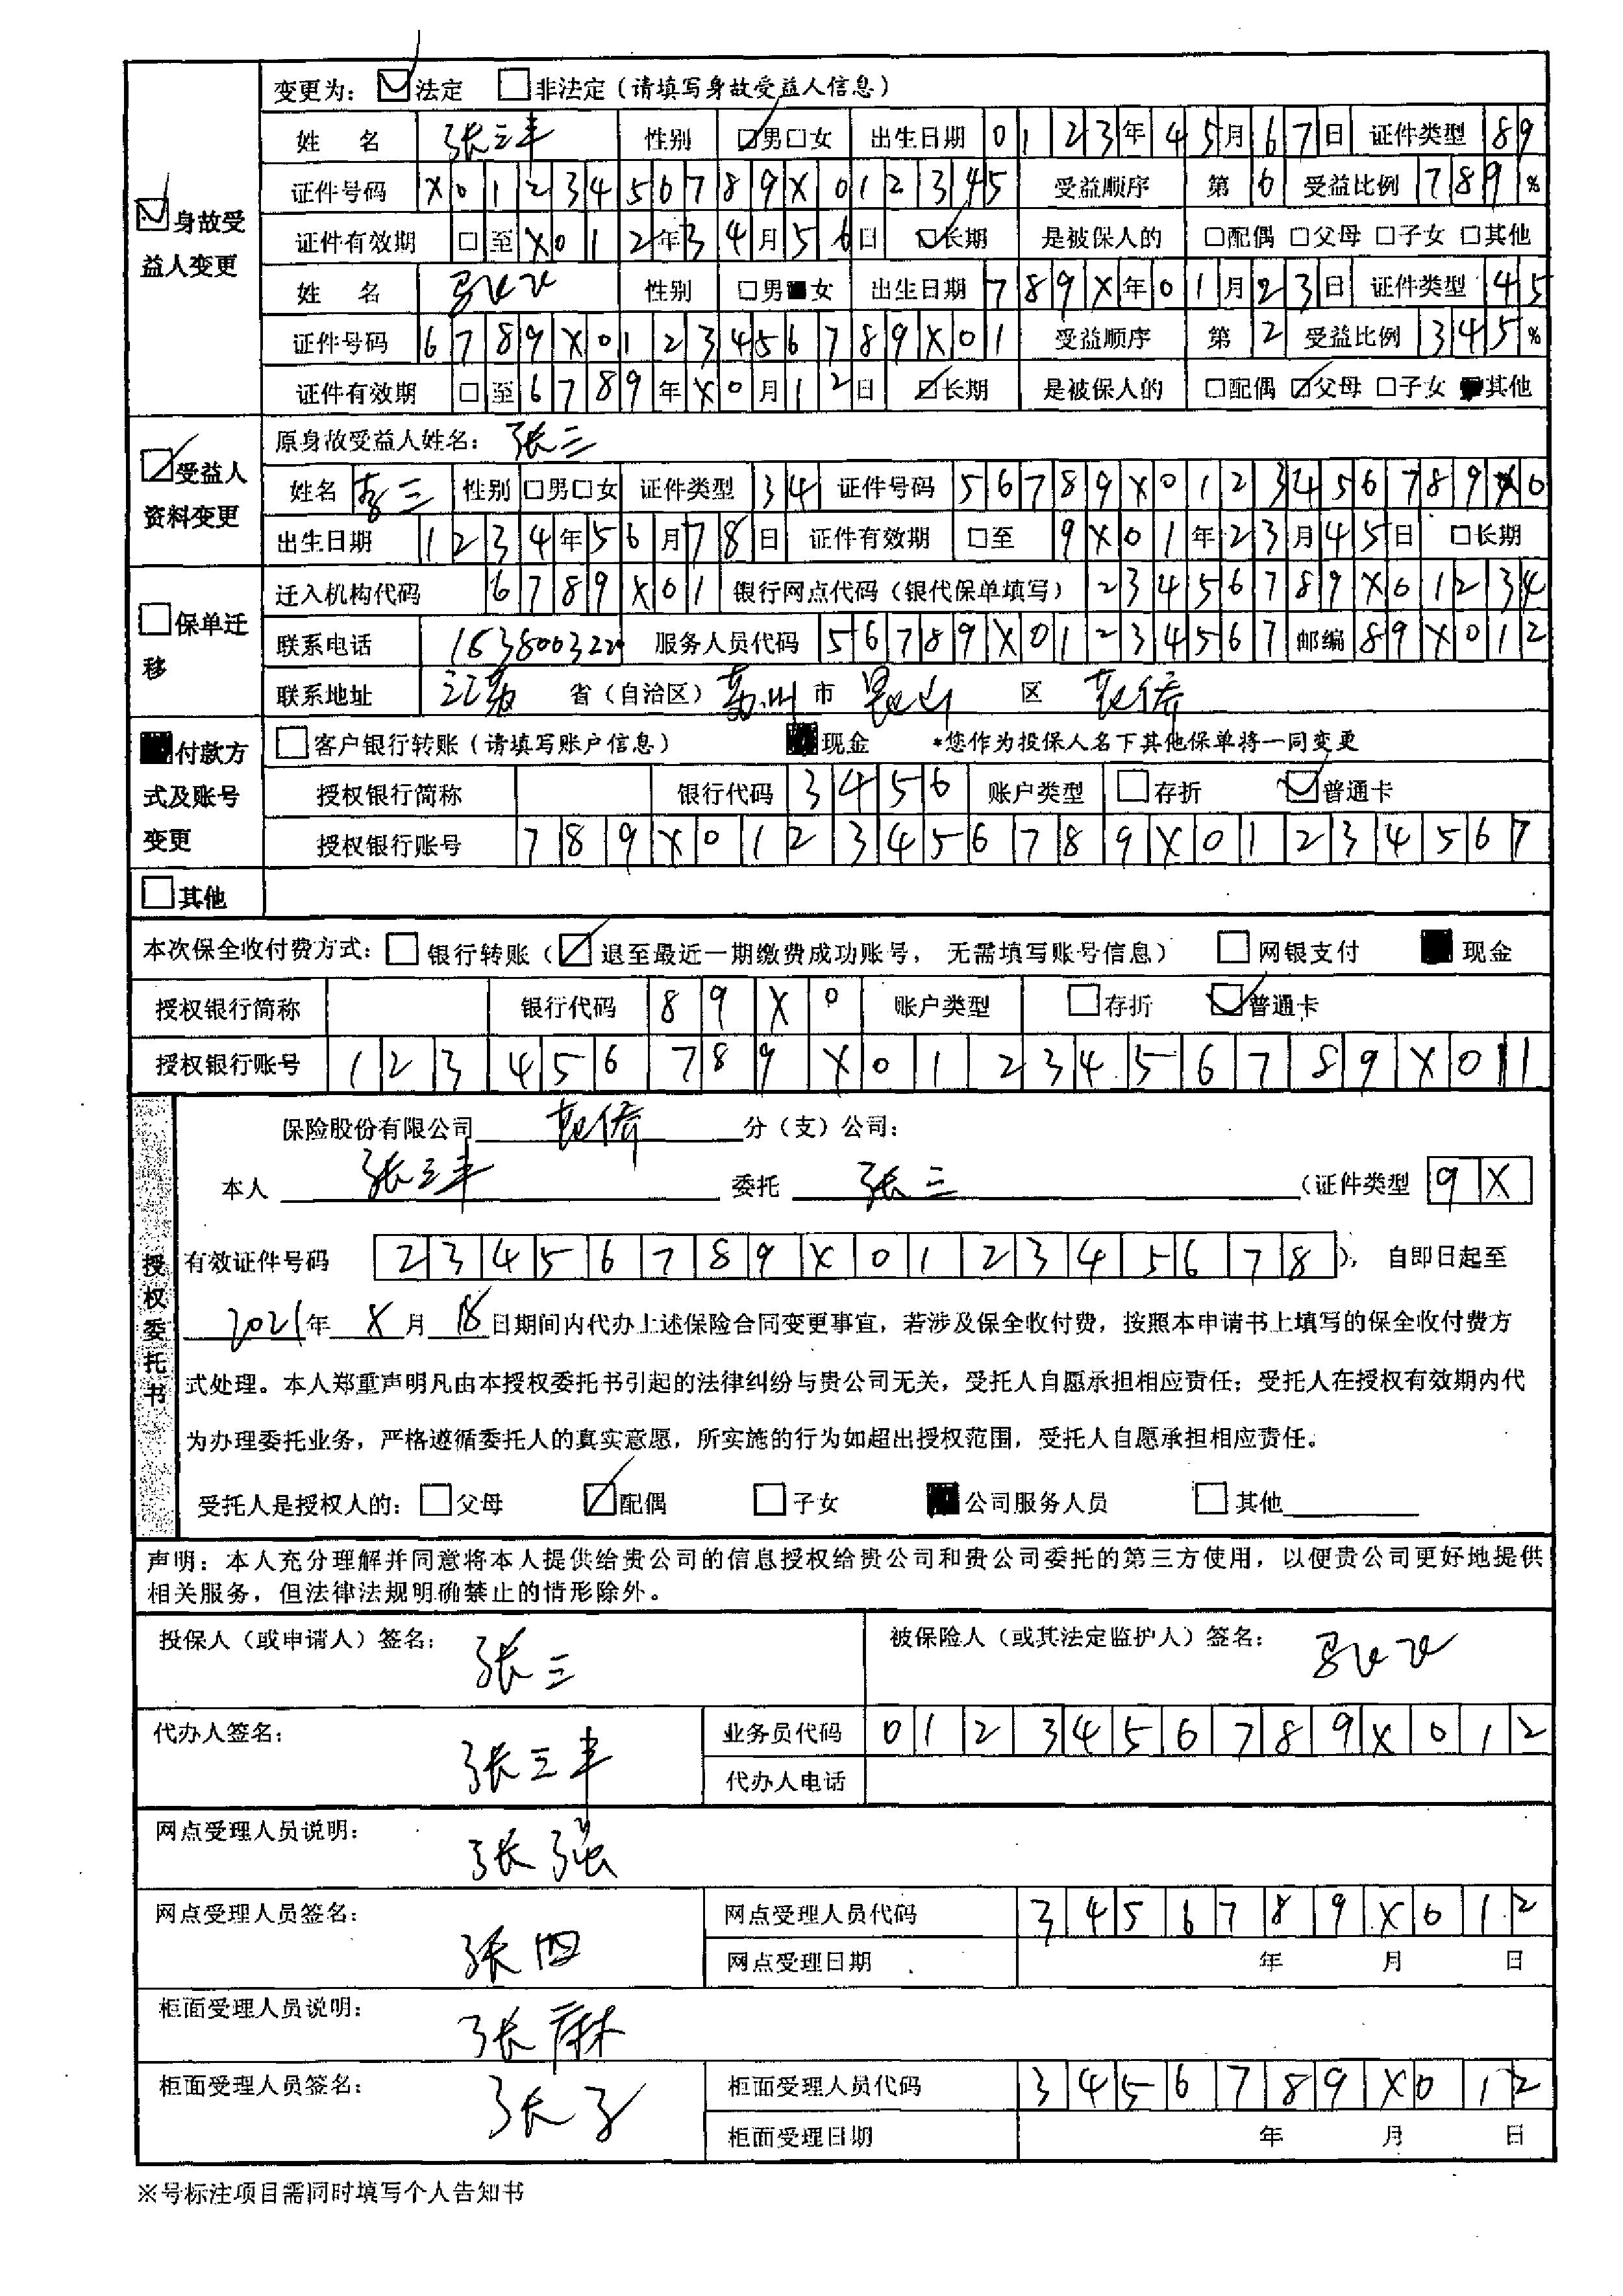 变更为：☑法定 □非法定（请填写身故受益人信息）
☑身故受益人变更
姓 名 张三丰 性别 ☑男□女 出生日期 0123年45月67日 证件类型 89
证件号码 X0123456789X012345 受益顺序 第6 受益比例 789%
证件有效期 □至X012年34月56日 ☑长期 是被保人的 □配偶 □父母 □子女 □其他
姓 名 性别 □男■女 出生日期 789X年01月23日 证件类型 45
证件号码 6789X0123456789X01 受益顺序 第2 受益比例 345%
证件有效期 □至6789年X0月12日 ☑长期 是被保人的 □配偶 ☑父母 □子女 ■其他
☑受益人资料变更
原身故受益人姓名：张三
姓名 李三 性别 □男□女 证件类型 34 证件号码 56789X0123456789X0
出生日期 1234年56月78日 证件有效期 □至 9X01年23月45日 □长期
□保单迁移
迁入机构代码 6789X01 银行网点代码（银代保单填写） 23456789X01234
联系电话 服务人员代码 56789X01234567 邮编 89X012
联系地址 江苏 省（自治区） 苏州 市 昆山 区 花桥
■付款方式及账号变更
□客户银行转账（请填写账户信息） ■现金 *您作为投保人名下其他保单将一同变更
授权银行简称 银行代码 3456 账户类型 □存折 ☑普通卡
授权银行账号 789X0123456789X01234567
□其他
本次保全收付费方式：□银行转账（☑退至最近一期缴费成功账号，无需填写账号信息） □网银支付 ■现金
授权银行简称 银行代码 89X0 账户类型 □存折 ☑普通卡
授权银行账号 123456789X0123456789X011
授权委托书
保险股份有限公司 花桥 分（支）公司：
本人 张三丰 委托 张三 （证件类型 9X
有效证件号码 23456789X012345678），自即日起至
2021年 8月 18日期间内代办上述保险合同变更事宜，若涉及保全收付费，按照本申请书上填写的保全收付费方
式处理。本人郑重声明凡由本授权委托书引起的法律纠纷与贵公司无关，受托人自愿承担相应责任；受托人在授权有效期内代
为办理委托业务，严格遵循委托人的真实意愿，所实施的行为如超出授权范围，受托人自愿承担相应责任。
受托人是授权人的：□父母 ☑配偶 □子女 ■公司服务人员 □其他
声明：本人充分理解并同意将本人提供给贵公司的信息授权给贵公司和贵公司委托的第三方使用，以便贵公司更好地提供
相关服务，但法律法规明确禁止的情形除外。
投保人（或申请人）签名：张三 被保险人（或其法定监护人）签名：
代办人签名：张三丰 业务员代码 0123456789X012
代办人电话
网点受理人员说明：张强
网点受理人员签名：张四 网点受理人员代码 3456789X012
网点受理日期 年 月 日
柜面受理人员说明：张麻
柜面受理人员签名：张子 柜面受理人员代码 3456789X012
柜面受理日期 年 月 日
※号标注项目需同时填写个人告知书